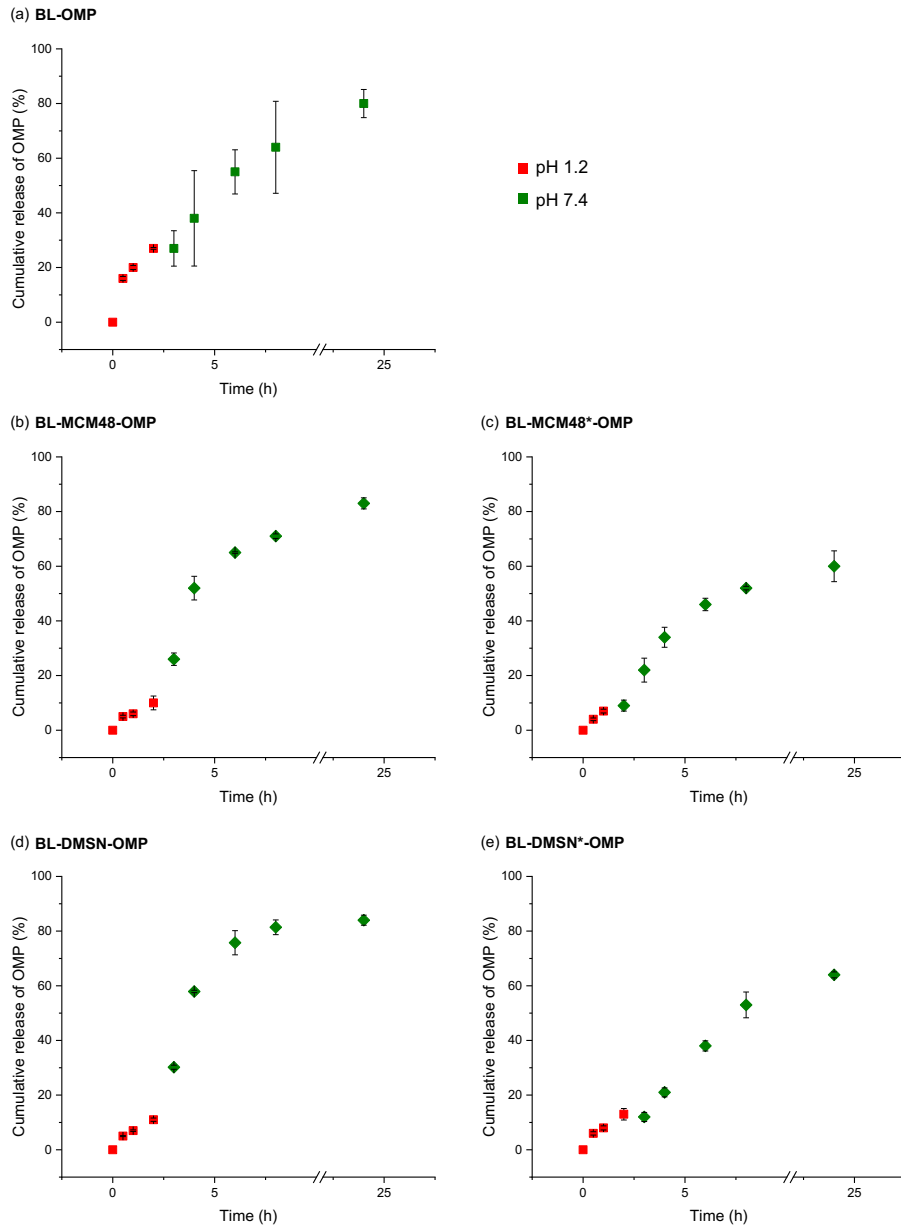 (a) BL-OMP
100
80
60
40
20
0
Cumulative release of OMP (%)
0 5 25
Time (h)
pH 1.2
pH 7.4
(b) BL-MCM48-OMP
100
80
60
40
20
0
Cumulative release of OMP (%)
0 5 25
Time (h)
(c) BL-MCM48*-OMP
100
80
60
40
20
0
Cumulative release of OMP (%)
0 5 25
Time (h)
(d) BL-DMSN-OMP
100
80
60
40
20
0
Cumulative release of OMP (%)
0 5 25
Time (h)
(e) BL-DMSN*-OMP
100
80
60
40
20
0
Cumulative release of OMP (%)
0 5 25
Time (h)